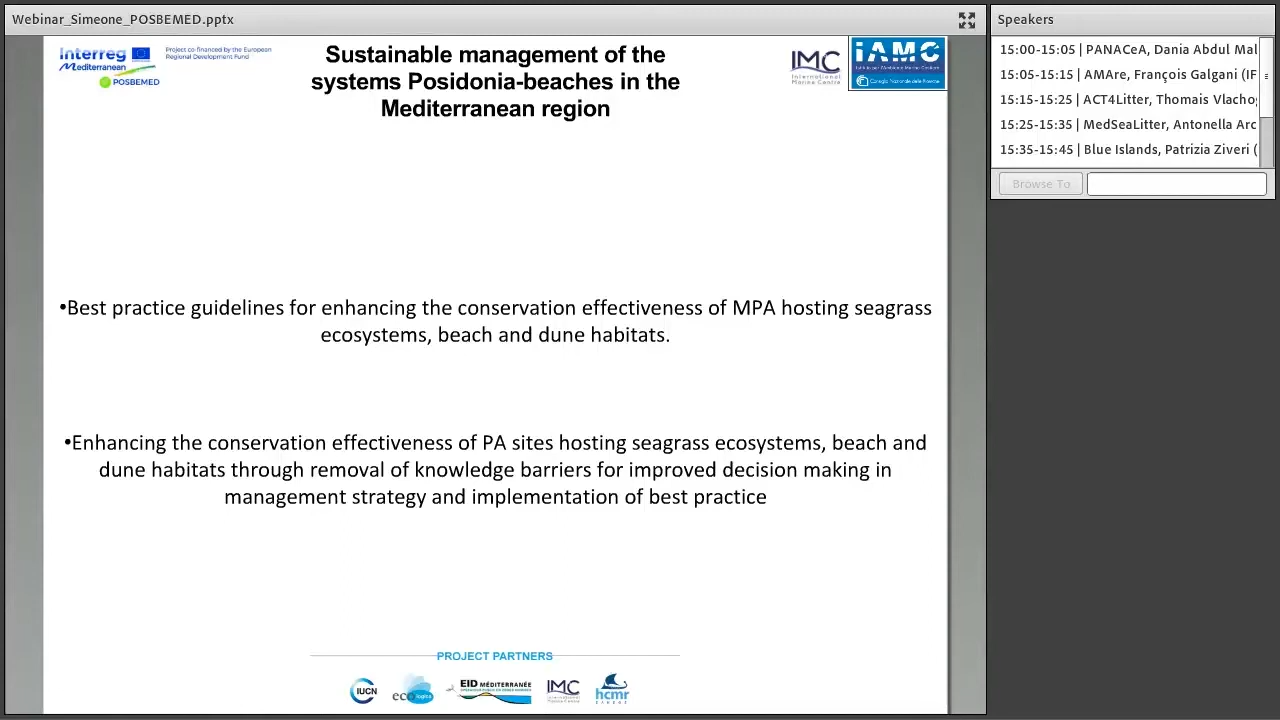 Webinar_Simeone_POSBEMED.pptx
Interreg
Mediterranean
POSBEMED
Project co-financed by the European
Regional Development Fund
Sustainable management of the
systems Posidonia-beaches in the
Mediterranean region
IMC
International
Marine Centre
IAMC
•Best practice guidelines for enhancing the conservation effectiveness of MPA hosting seagrass
ecosystems, beach and dune habitats.
•Enhancing the conservation effectiveness of PA sites hosting seagrass ecosystems, beach and
dune habitats through removal of knowledge barriers for improved decision making in
management strategy and implementation of best practice
PROJECT PARTNERS
IUCN
ecologica
EID MÉDITERRANÉE
IMC
hcmr
Speakers
15:00-15:05 | PANACeA, Dania Abdul Mal
15:05-15:15 | AMAre, François Galgani (IF
15:15-15:25 | ACT4Litter, Thomais Vlacho
15:25-15:35 | MedSeaLitter, Antonella Arc
15:35-15:45 | Blue Islands, Patrizia Ziveri (
Browse To